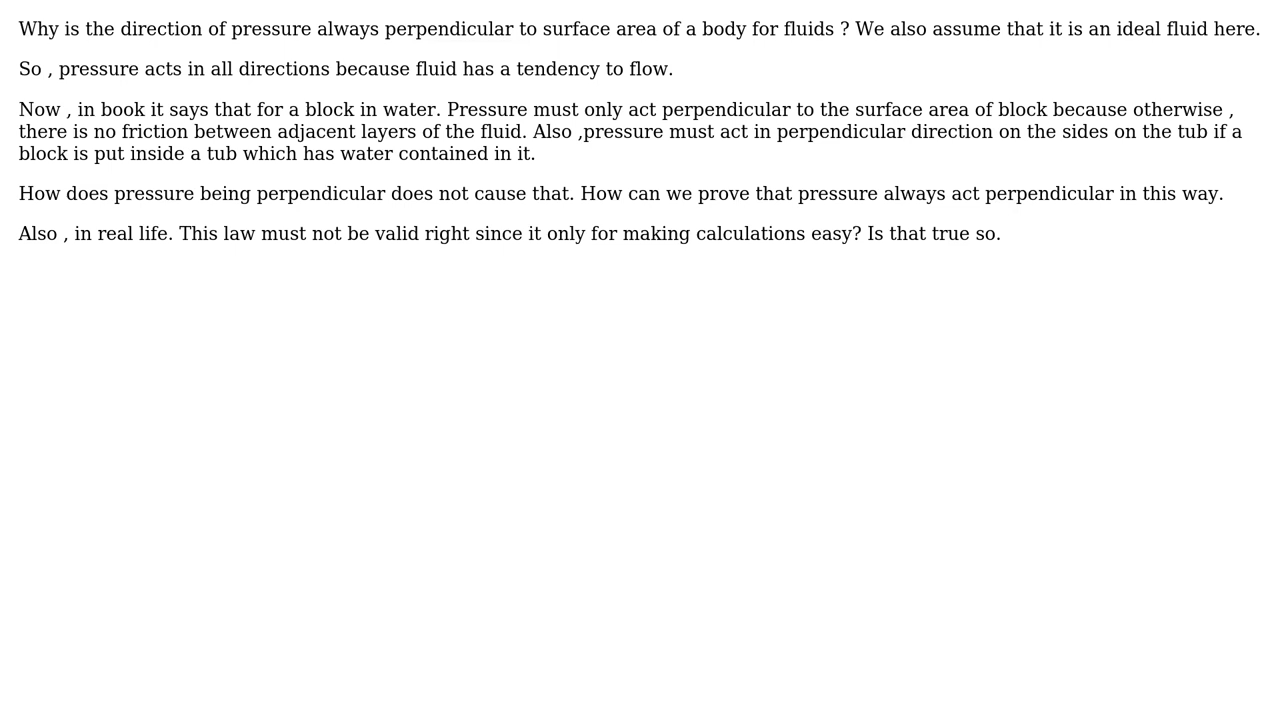 Why is the direction of pressure always perpendicular to surface area of a body for fluids ? We also assume that it is an ideal fluid here.
So , pressure acts in all directions because fluid has a tendency to flow.
Now , in book it says that for a block in water. Pressure must only act perpendicular to the surface area of block because otherwise ,
there is no friction between adjacent layers of the fluid. Also ,pressure must act in perpendicular direction on the sides on the tub if a
block is put inside a tub which has water contained in it.
How does pressure being perpendicular does not cause that. How can we prove that pressure always act perpendicular in this way.
Also , in real life. This law must not be valid right since it only for making calculations easy? Is that true so.